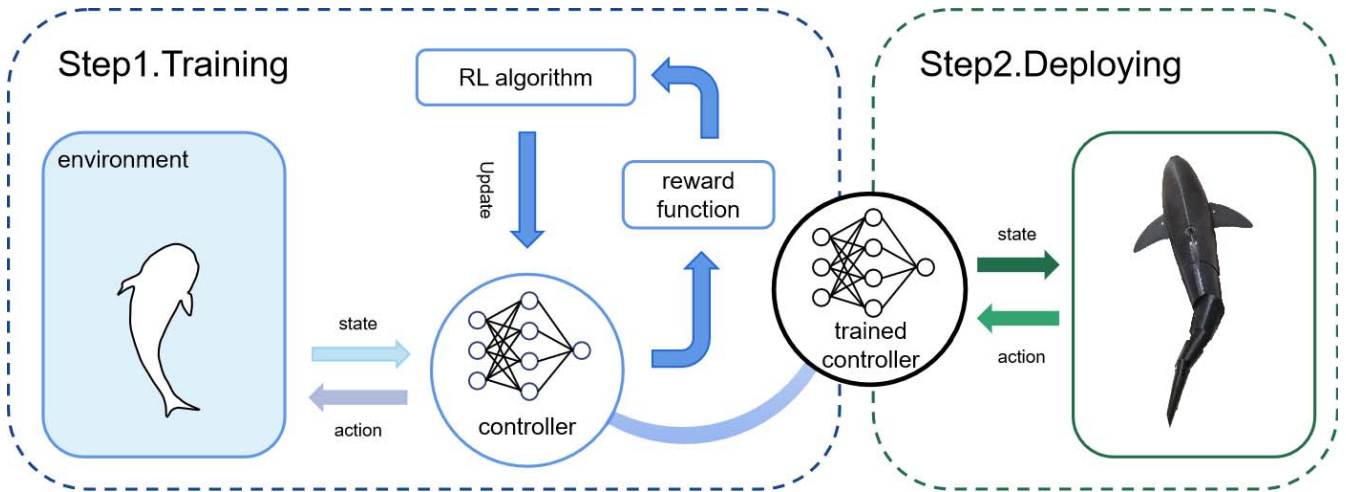 Step1.Training
RL algorithm
Step2.Deploying
environment
Update
reward
function
state
action
controller
trained
controller
state
action